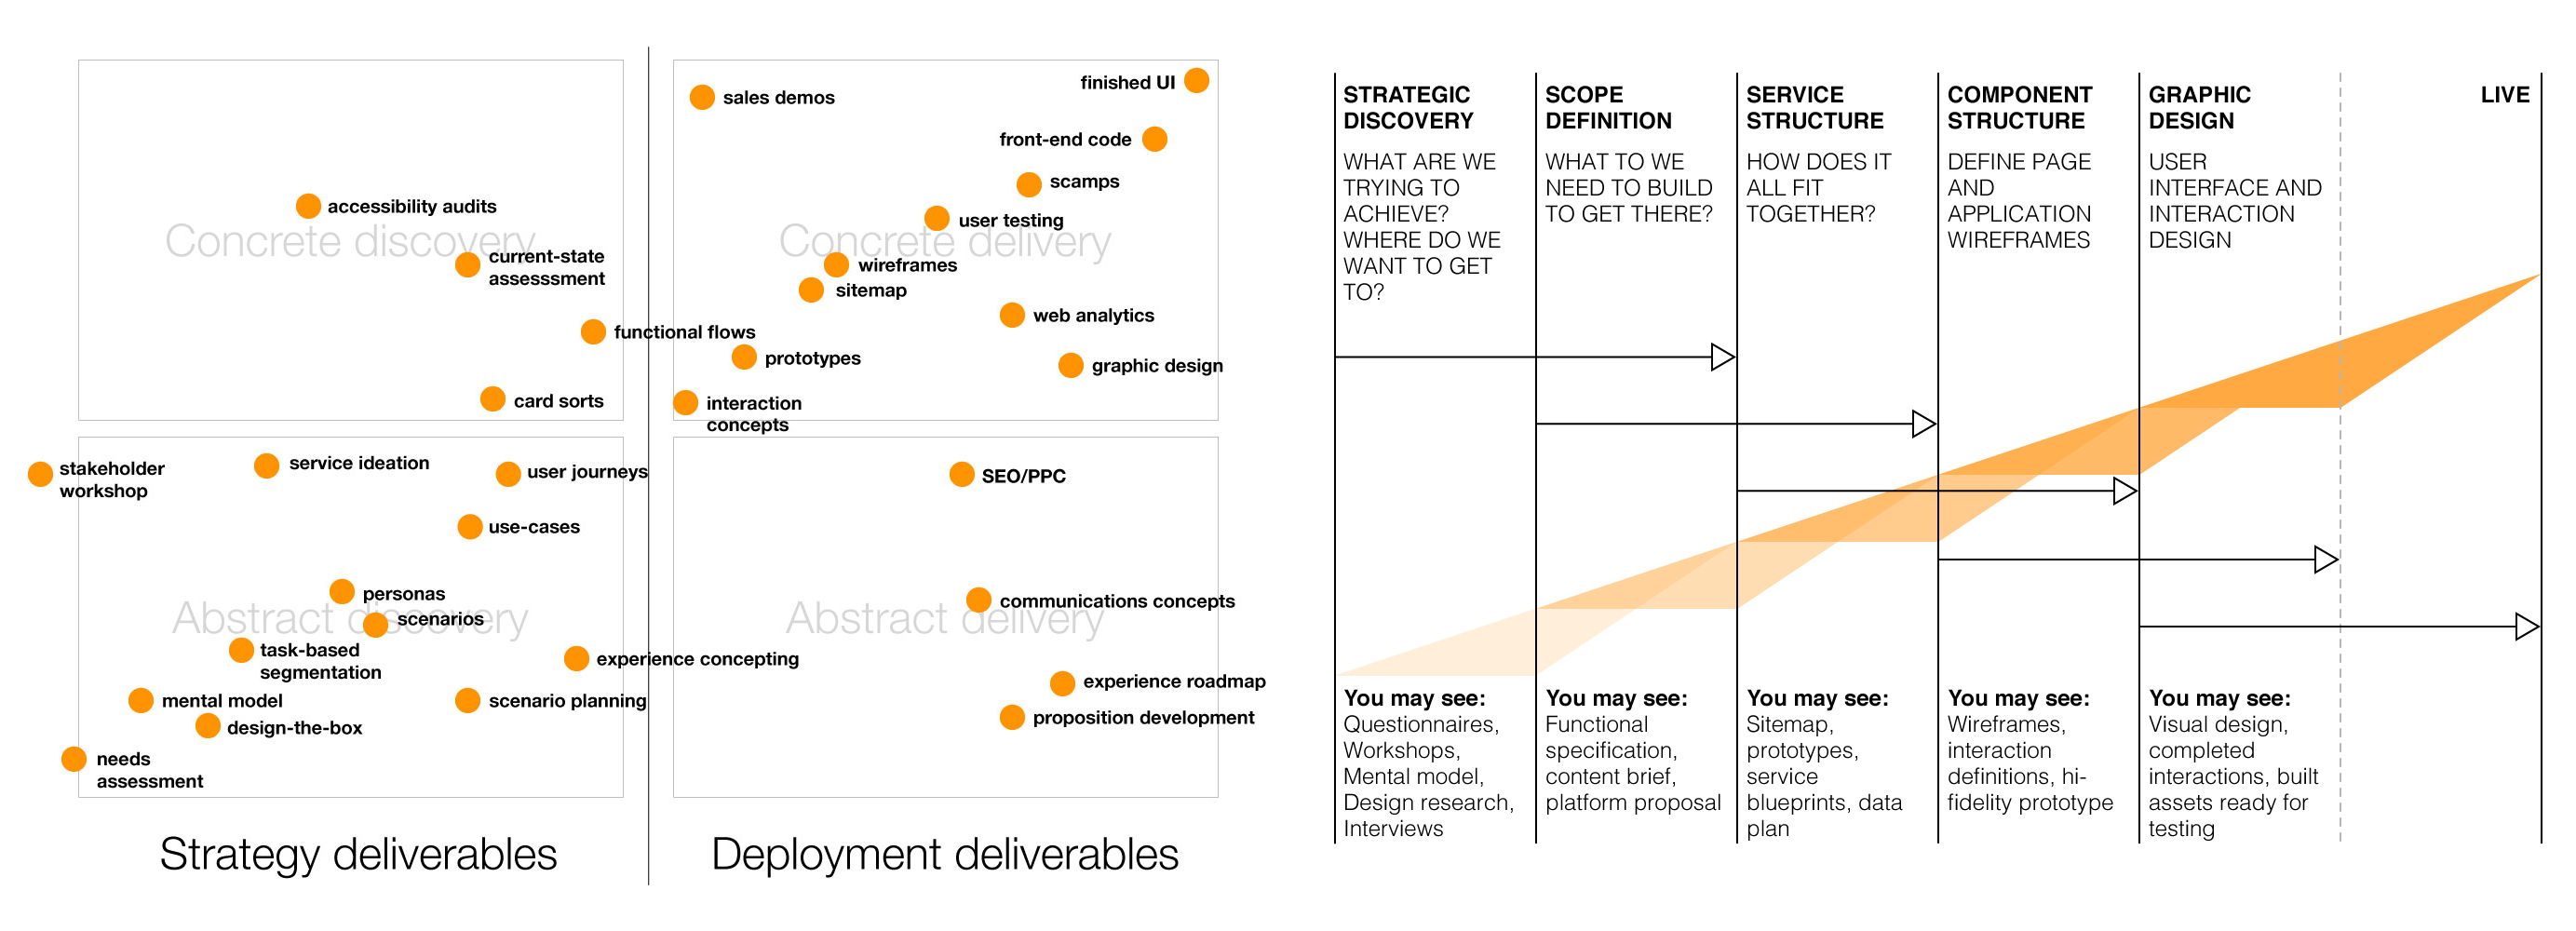 sales demos
finished UI
front-end code
scamps
accessibility audits
user testing
Concrete discovery
Concrete delivery
current-state
assesssment
wireframes
sitemap
web analytics
functional flows
prototypes
graphic design
card sorts
interaction
concepts
stakeholder
workshop
service ideation
user journeys
SEO/PPC
use-cases
personas
communications concepts
scenarios
Abstract discovery
Abstract delivery
task-based
segmentation
experience concepting
experience roadmap
mental model
scenario planning
proposition development
design-the-box
needs
assessment
Strategy deliverables
Deployment deliverables
STRATEGIC
DISCOVERY
WHAT ARE WE
TRYING TO
ACHIEVE?
WHERE DO WE
WANT TO GET
TO?
SCOPE
DEFINITION
WHAT TO WE
NEED TO BUILD
TO GET THERE?
SERVICE
STRUCTURE
HOW DOES IT
ALL FIT
TOGETHER?
COMPONENT
STRUCTURE
DEFINE PAGE
AND
APPLICATION
WIREFRAMES
GRAPHIC
DESIGN
USER
INTERFACE AND
INTERACTION
DESIGN
LIVE
You may see:
Questionnaires,
Workshops,
Mental model,
Design research,
Interviews
You may see:
Functional
specification,
content brief,
platform proposal
You may see:
Sitemap,
prototypes,
service
blueprints, data
plan
You may see:
Wireframes,
interaction
definitions, hi-
fidelity prototype
You may see:
Visual design,
completed
interactions, built
assets ready for
testing